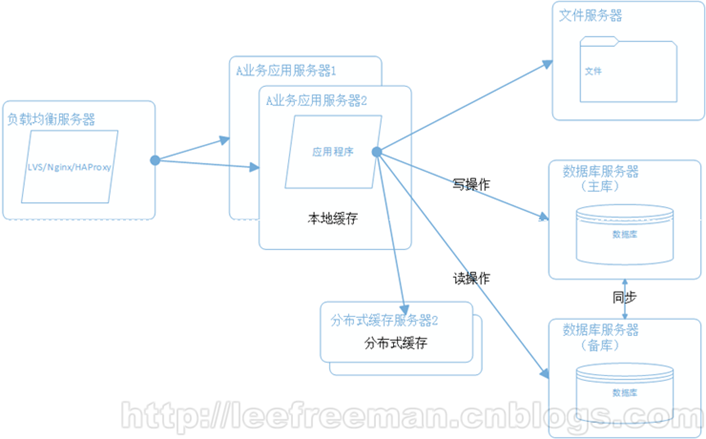 文件服务器
文件
A业务应用服务器1
A业务应用服务器2
应用程序
本地缓存
负载均衡服务器
LVS/Nginx/HAProxy
写操作
读操作
数据库服务器
（主库）
数据库
同步
数据库服务器
（备库）
数据库
分布式缓存服务器2
分布式缓存
http://leefreeman.cnblogs.com